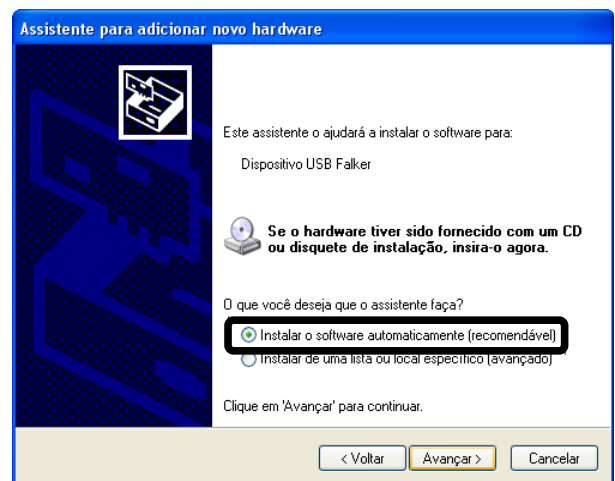 Assistente para adicionar novo hardware
Este assistente o ajudará a instalar o software para:
Dispositivo USB Falker
Se o hardware tiver sido fornecido com um CD
ou disquete de instalação, insira-o agora.
O que você deseja que o assistente faça?
Instalar o software automaticamente (recomendável)
Instalar de uma lista ou local específico (avançado)
Clique em 'Avançar' para continuar.
< Voltar Avançar > Cancelar